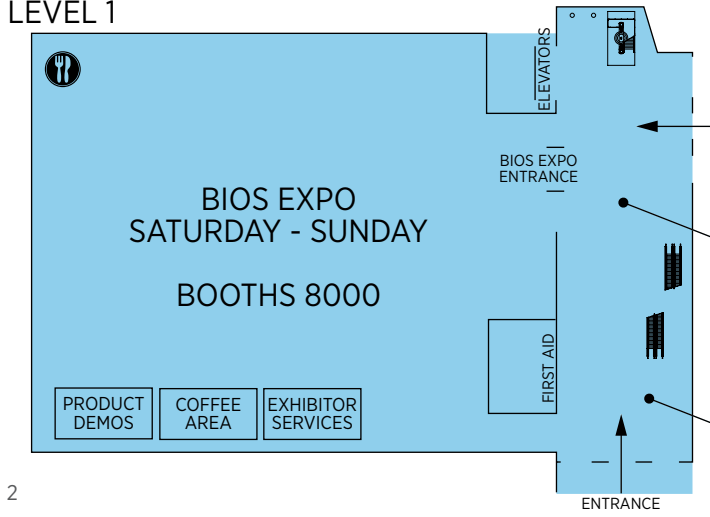 LEVEL 1
ELEVATORS
BIOS EXPO
ENTRANCE
BIOS EXPO
SATURDAY - SUNDAY
BOOTHS 8000
FIRST AID
PRODUCT
DEMOS
COFFEE
AREA
EXHIBITOR
SERVICES
2
ENTRANCE